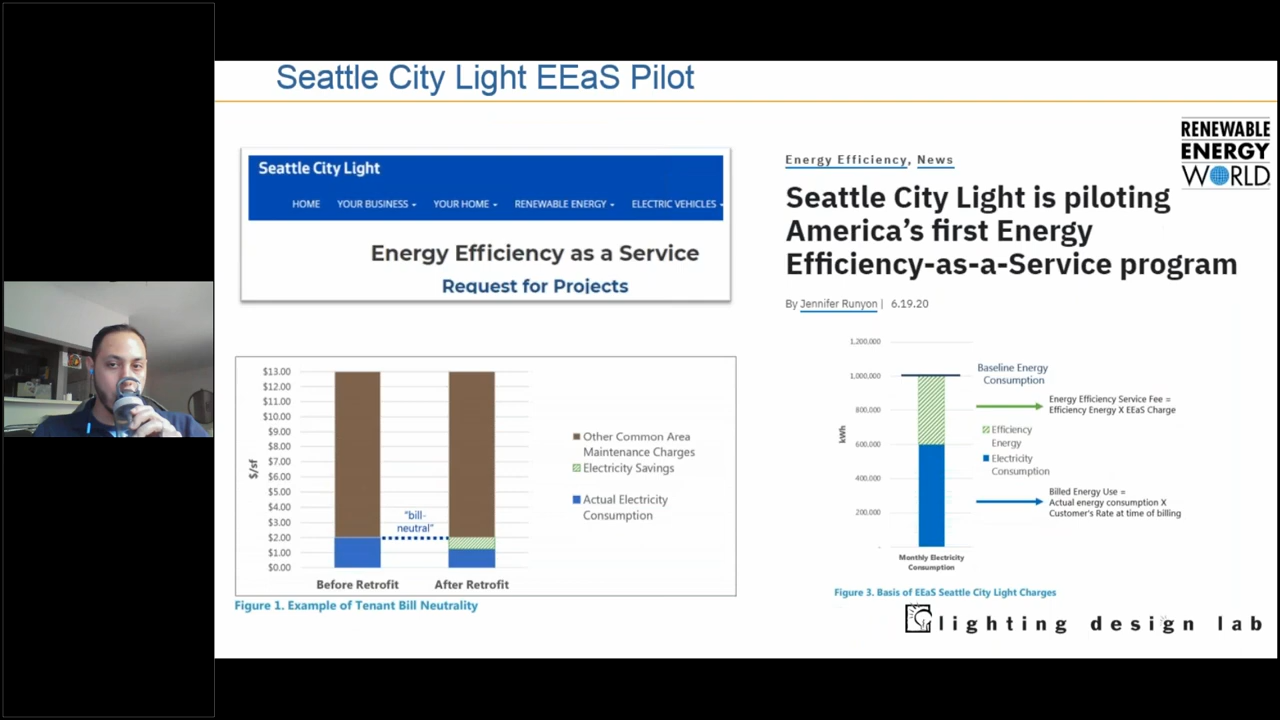 Seattle City Light EEaS Pilot
Seattle City Light
HOME YOUR BUSINESS YOUR HOME RENEWABLE ENERGY ELECTRIC VEHICLES
Energy Efficiency as a Service
Request for Projects
RENEWABLE
ENERGY
WORLD
Energy Efficiency, News
Seattle City Light is piloting
America's first Energy
Efficiency-as-a-Service program
By Jennifer Runyon | 6.19.20
$13.00
$12.00
$11.00
$10.00
$9.00
$8.00
$7.00
$6.00
$5.00
$4.00
$3.00
$2.00
$1.00
$0.00
$/sf
"bill-
neutral"
Before Retrofit After Retrofit
Other Common Area
Maintenance Charges
Electricity Savings
Actual Electricity
Consumption
Figure 1. Example of Tenant Bill Neutrality
1,200,000
1,000,000
800,000
600,000
400,000
200,000
-
kWh
Monthly Electricity
Consumption
Baseline Energy
Consumption
Energy Efficiency Service Fee =
Efficiency Energy X EEaS Charge
Efficiency
Energy
Electricity
Consumption
Billed Energy Use =
Actual energy consumption X
Customer's Rate at time of billing
Figure 3. Basis of EEaS Seattle City Light Charges
lighting design lab